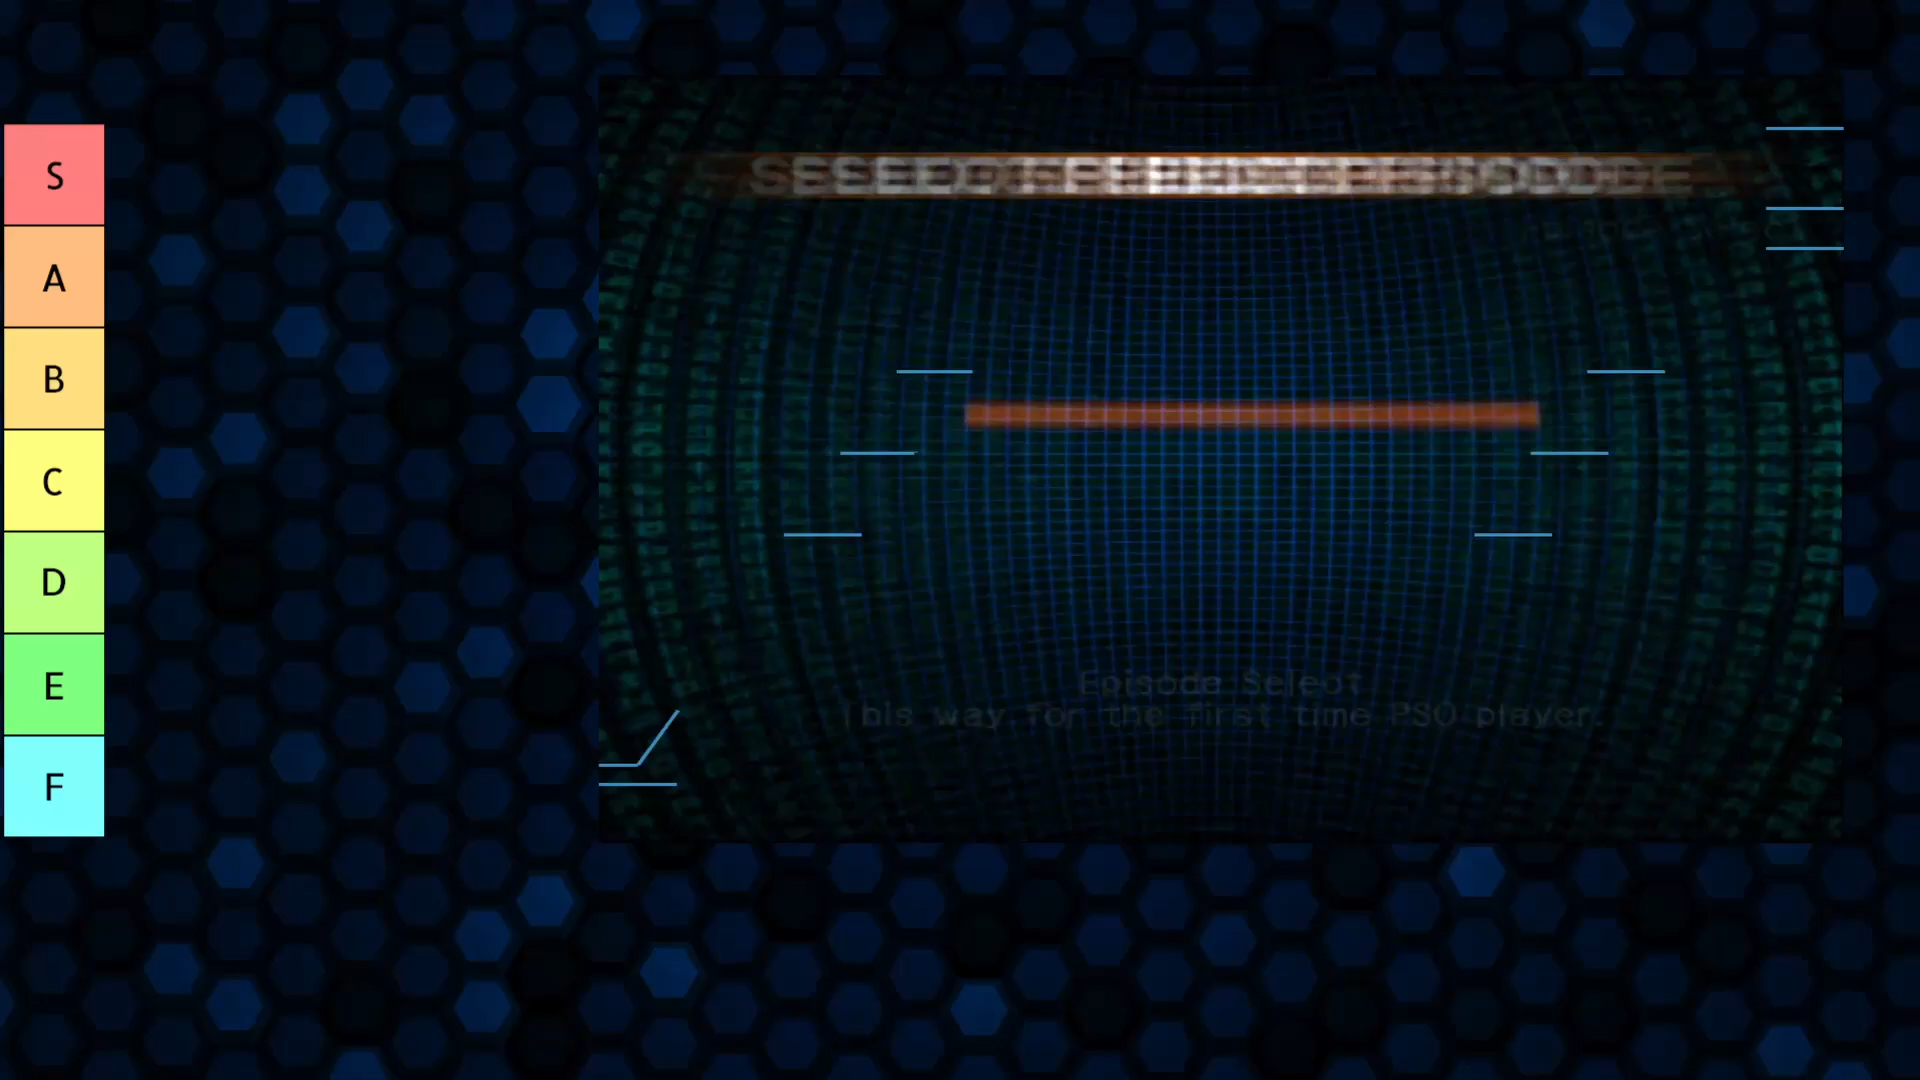 S
A
B
C
D
E
F
Episode Select
This way for the first time PSO player.